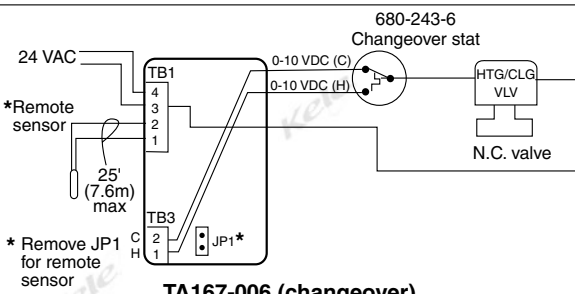 680-243-6
Changeover stat
24 VAC
0-10 VDC (C)
TB1
HTG/CLG
VLV
4
0-10 VDC (H)
3
*Remote
sensor
2
1
N.C. valve
25'
(7.6m)
max
Kele
TB3
* Remove JP1
for remote
sensor
C 2
JP1*
H 1
Kele
TA167-006 (changeover)